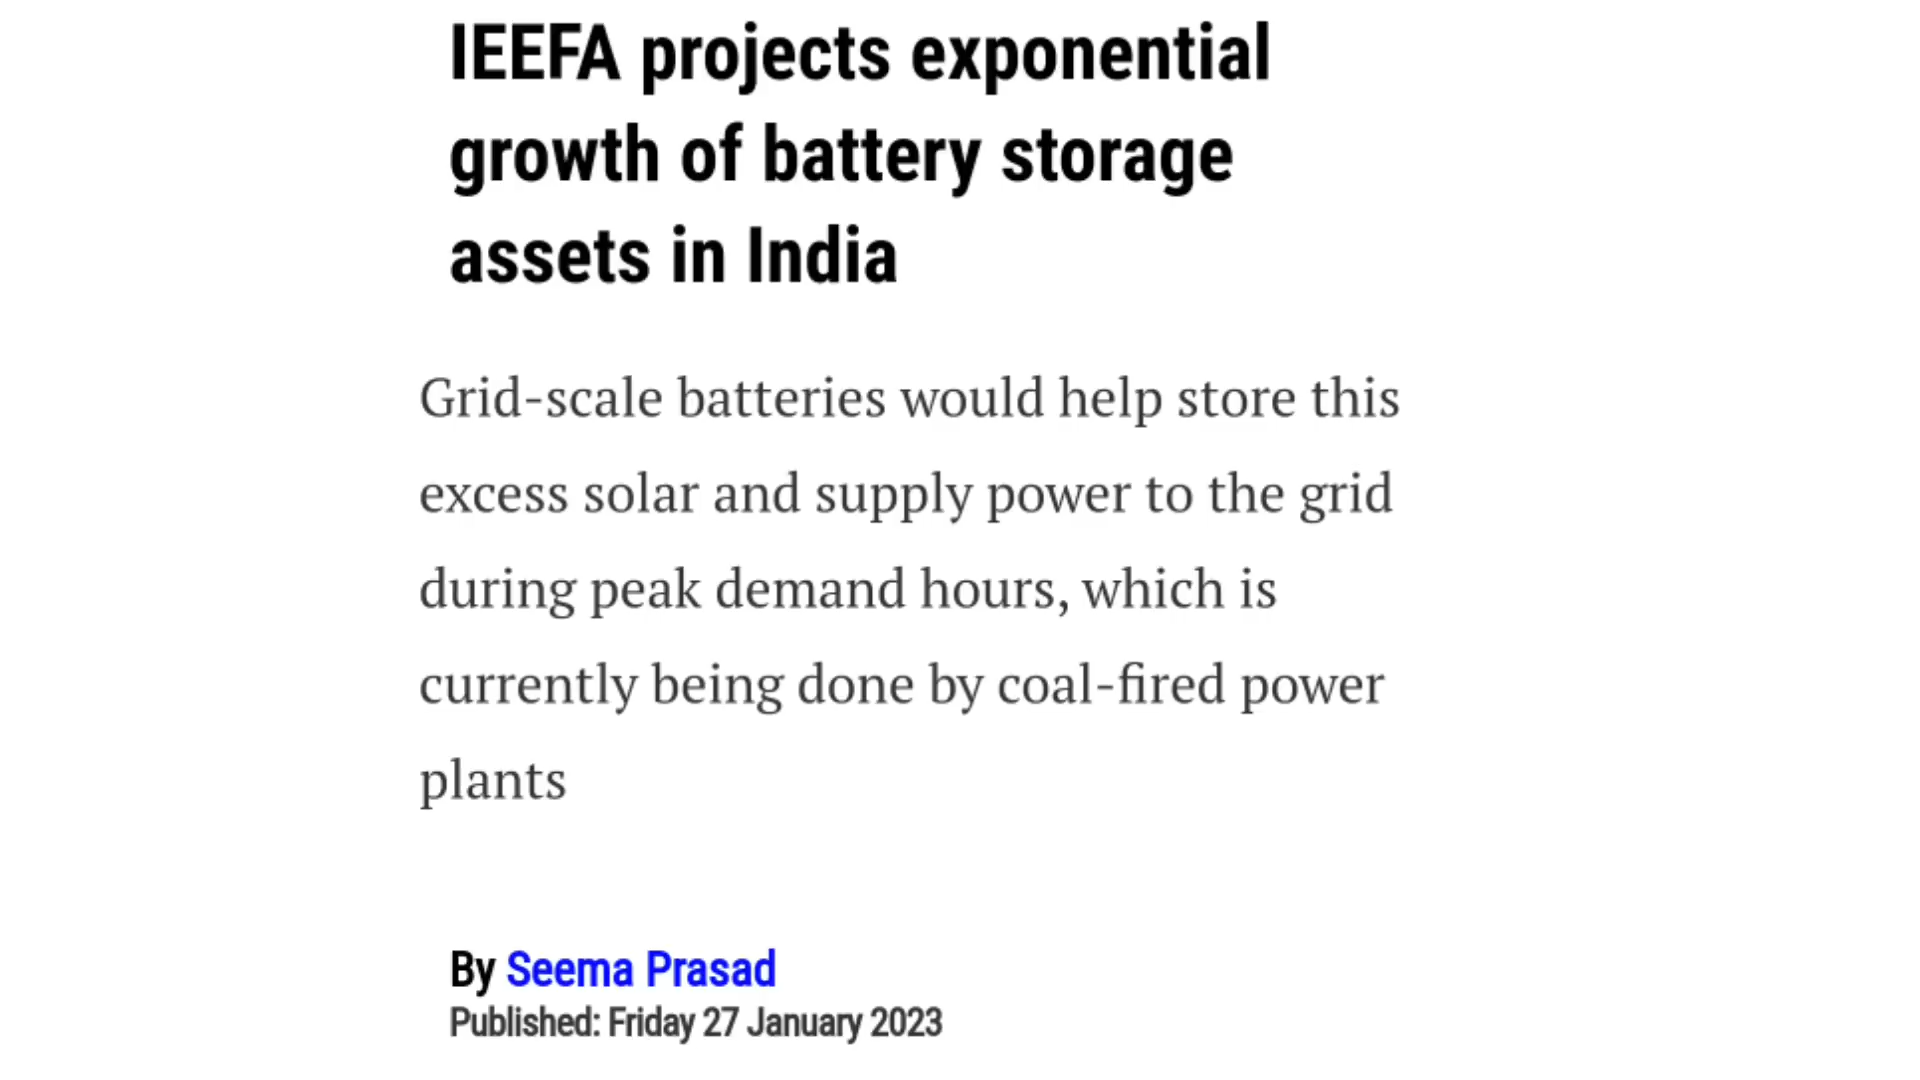 IEEFA projects exponential
growth of battery storage
assets in India
Grid-scale batteries would help store this
excess solar and supply power to the grid
during peak demand hours, which is
currently being done by coal-fired power
plants
By Seema Prasad
Published: Friday 27 January 2023